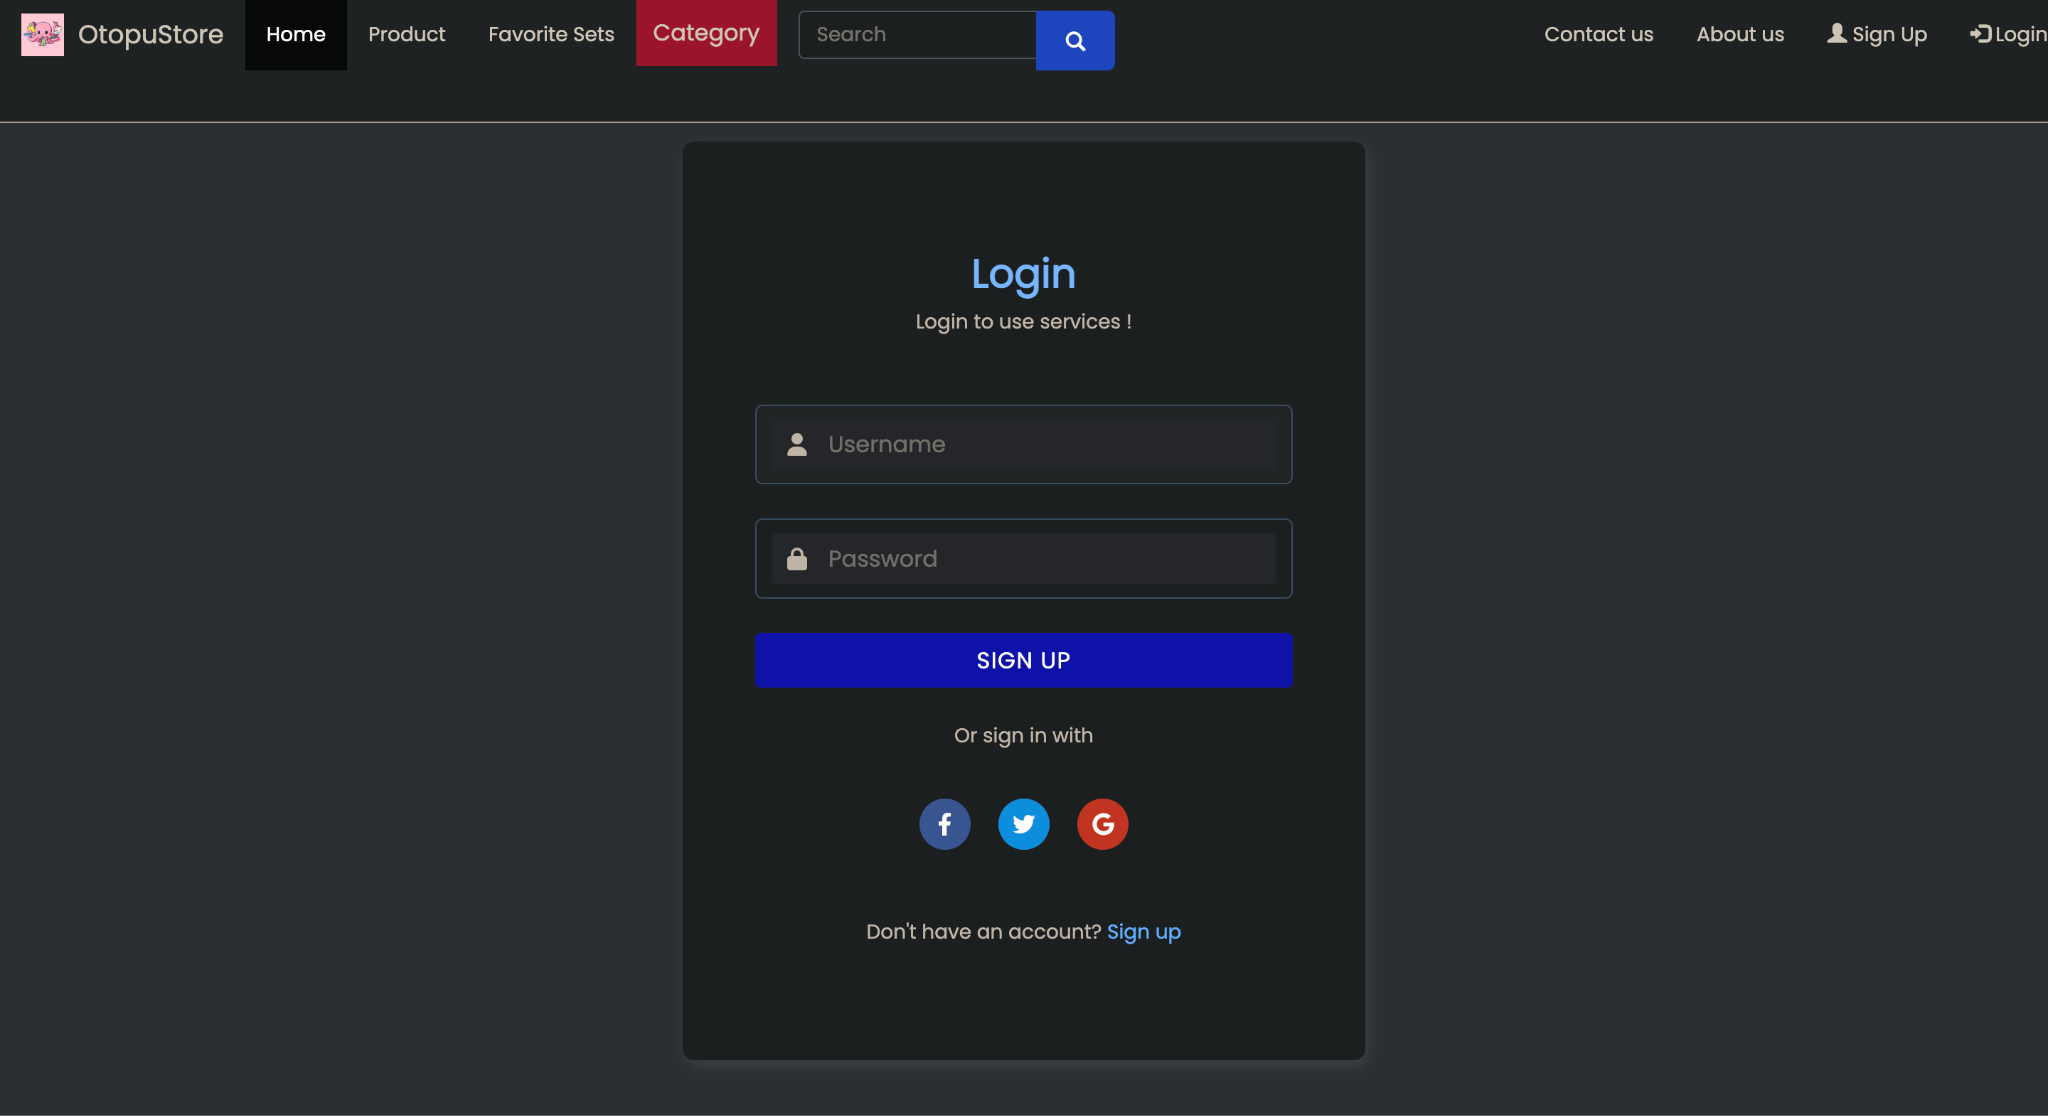 OtopuStore Home Product Favorite Sets Category Search Contact us About us Sign Up Login
Login
Login to use services !
Username
Password
SIGN UP
Or sign in with
Don't have an account? Sign up